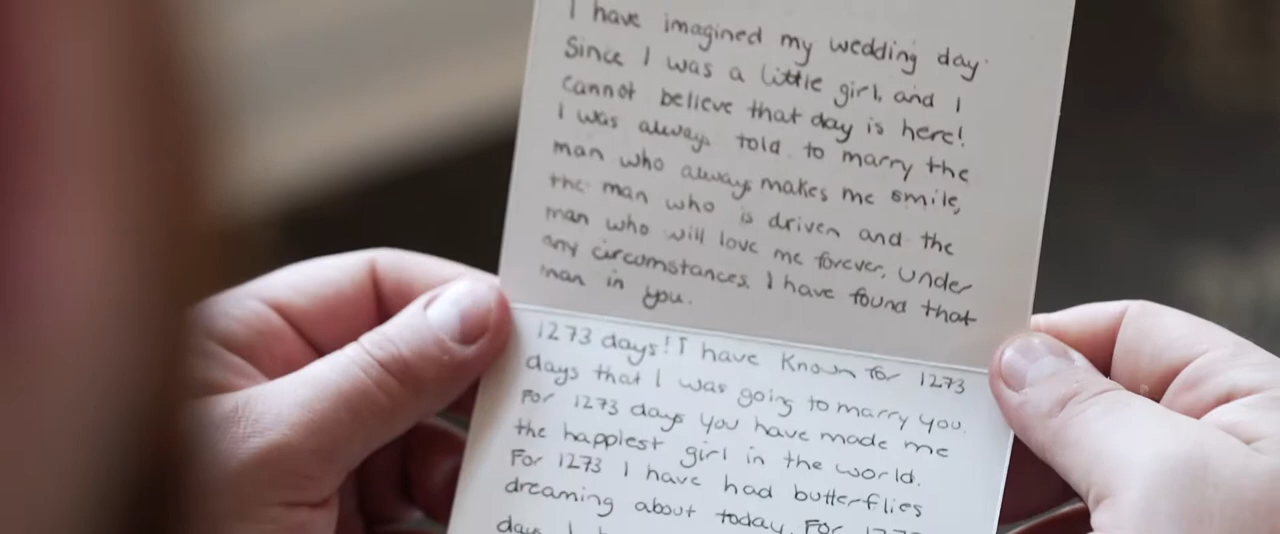 I have imagined my wedding day
Since I was a little girl, and I
cannot believe that day is here!
I was always told to marry the
man who always makes me smile,
the man who is driven and the
man who will love me forever, under
any circumstances. I have found that
man in you.
1273 days! I have known for 1273
days that I was going to marry you.
For 1273 days you have made me
the happiest girl in the world.
For 1273 I have had butterflies
dreaming about today. For
days I